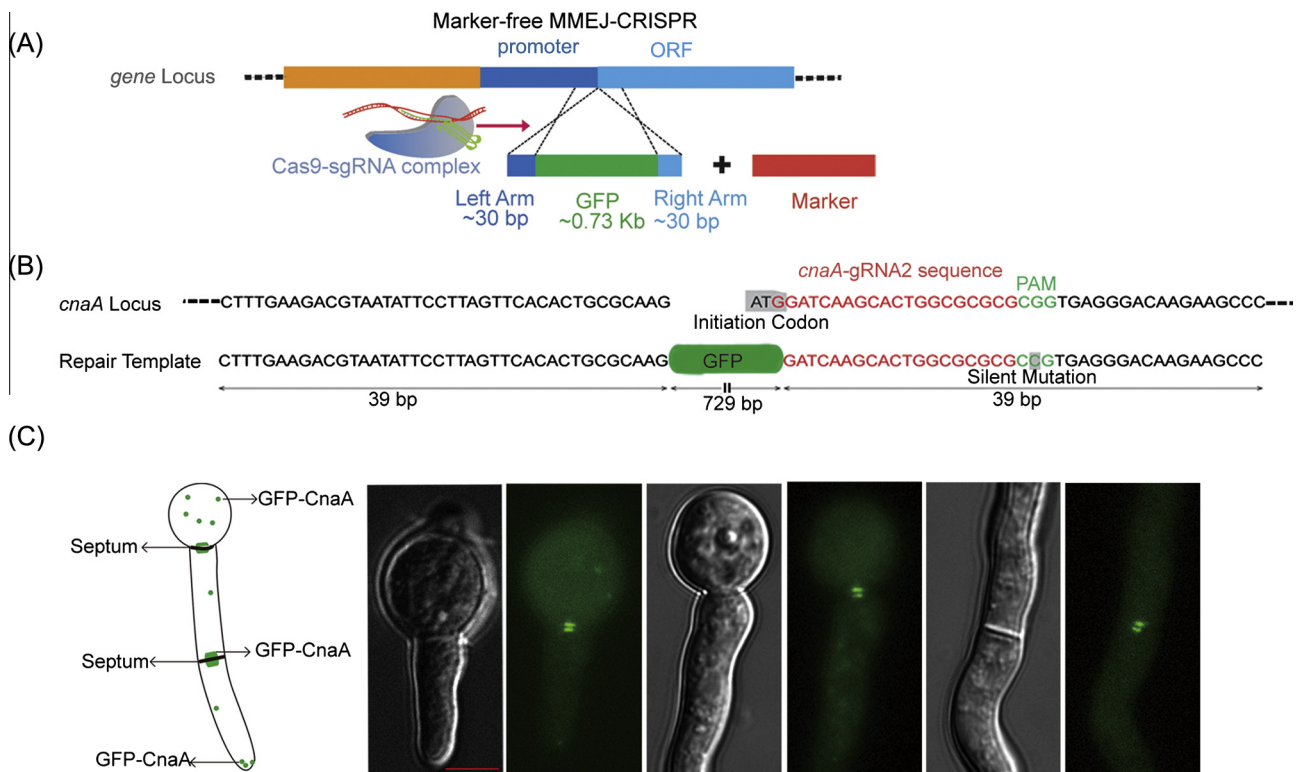 (A)
Marker-free MMEJ-CRISPR
promoter ORF
gene Locus
Cas9-sgRNA complex
Left Arm GFP Right Arm Marker
~30 bp ~0.73 Kb ~30 bp
(B)
cnaA-gRNA2 sequence PAM
cnaA Locus CTTTGAAGACGTAATATTCCTTAGTTCACACTGCGCAAG ATGGATCAAGCACTGGCGCGCGCGGTGAGGGACAAGAAGCCC
Initiation Codon
Repair Template CTTTGAAGACGTAATATTCCTTAGTTCACACTGCGCAAG GFP GATCAAGCACTGGCGCGCGCCGTGAGGGACAAGAAGCCC
Silent Mutation
39 bp 729 bp 39 bp
(C)
GFP-CnaA
Septum
GFP-CnaA
Septum
GFP-CnaA